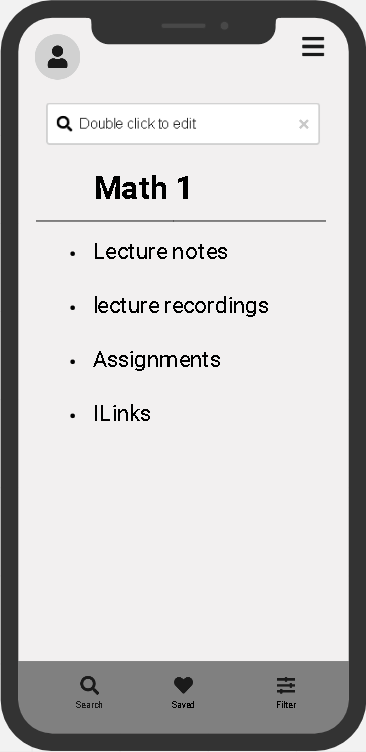 Double click to edit
Math 1
Lecture notes
lecture recordings
Assignments
ILinks
Search
Saved
Filter